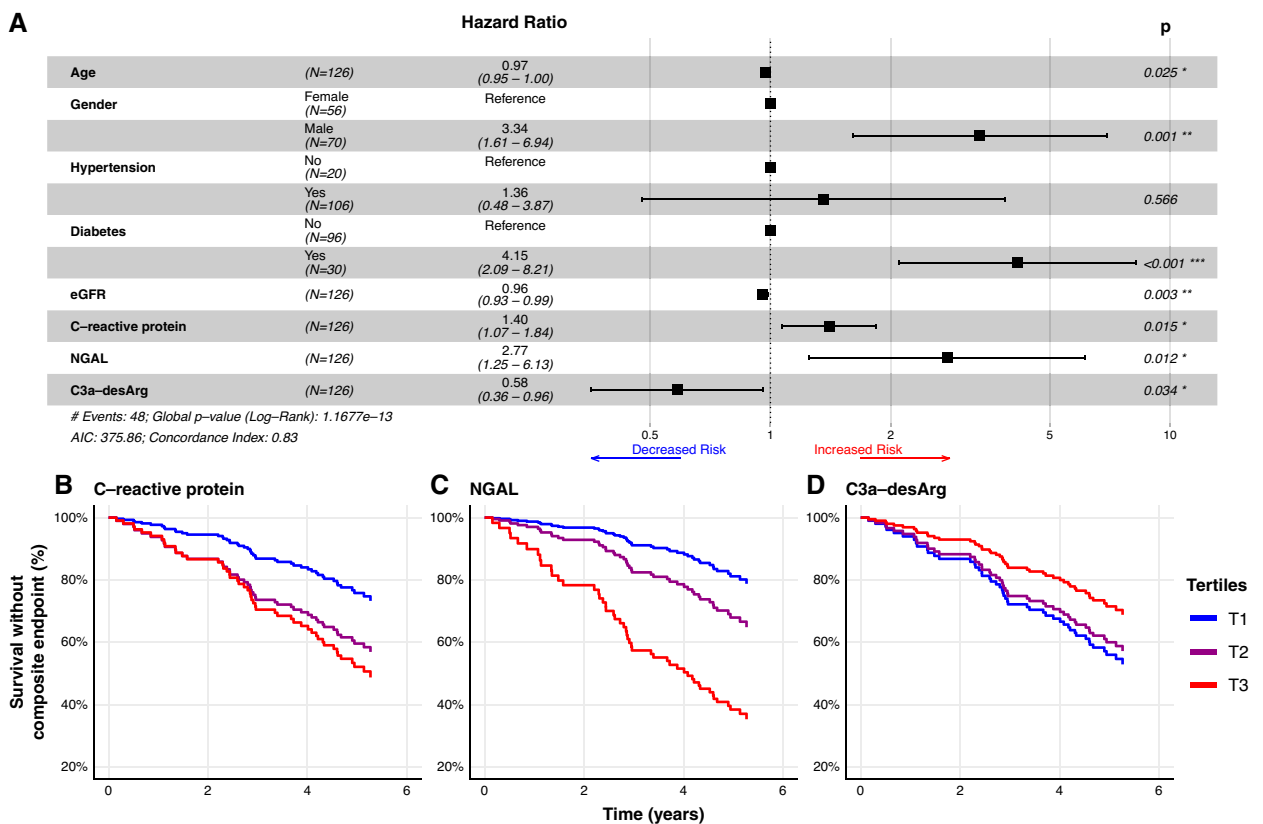 A
Hazard Ratio
p
Age (N=126) 0.97 0.025 *
(0.95 – 1.00)
Gender Female Reference
(N=56)
Male 3.34 0.001 **
(N=70) (1.61 – 6.94)
Hypertension No Reference
(N=20)
Yes 1.36 0.566
(N=106) (0.48 – 3.87)
Diabetes No Reference
(N=96)
Yes 4.15 <0.001 ***
(N=30) (2.09 – 8.21)
eGFR (N=126) 0.96 0.003 **
(0.93 – 0.99)
C–reactive protein (N=126) 1.40 0.015 *
(1.07 – 1.84)
NGAL (N=126) 2.77 0.012 *
(1.25 – 6.13)
C3a–desArg (N=126) 0.58 0.034 *
(0.36 – 0.96)
# Events: 48; Global p–value (Log–Rank): 1.1677e–13
AIC: 375.86; Concordance Index: 0.83
0.5 1 2 5 10
Decreased Risk Increased Risk
B C–reactive protein
C NGAL
D C3a–desArg
Survival without
composite endpoint (%)
100%
80%
60%
40%
20%
0 2 4 6
100%
80%
60%
40%
20%
0 2 4 6
100%
80%
60%
40%
20%
0 2 4 6
Time (years)
Tertiles
T1
T2
T3